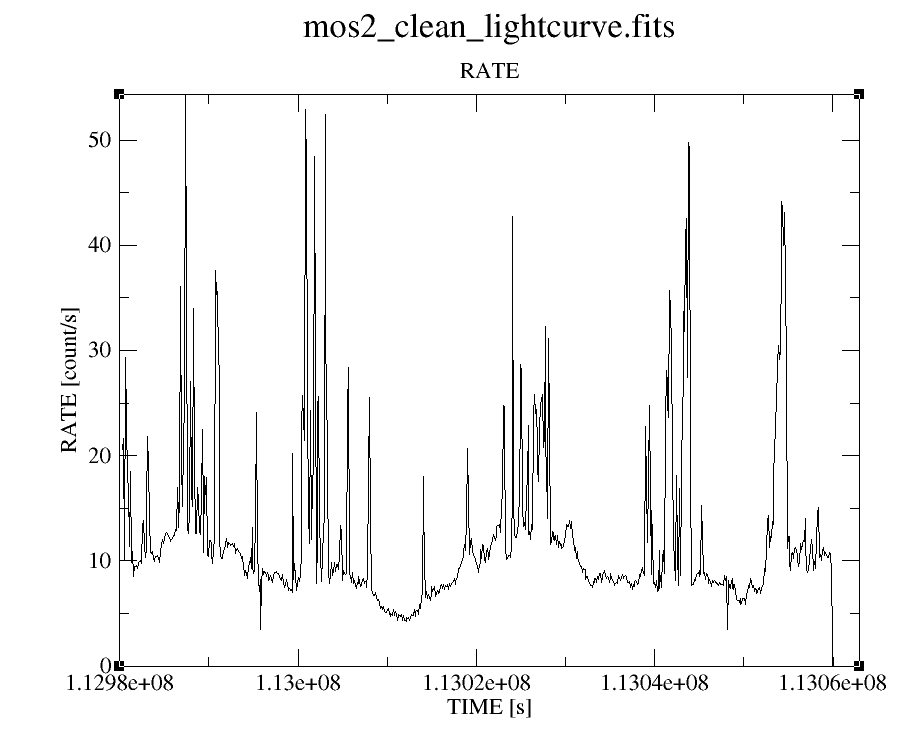 mos2_clean_lightcurve.fits
RATE
50
40
30
20
10
0
RATE [count/s]
1.1298e+08 1.13e+08 1.1302e+08 1.1304e+08 1.1306e+08
TIME [s]